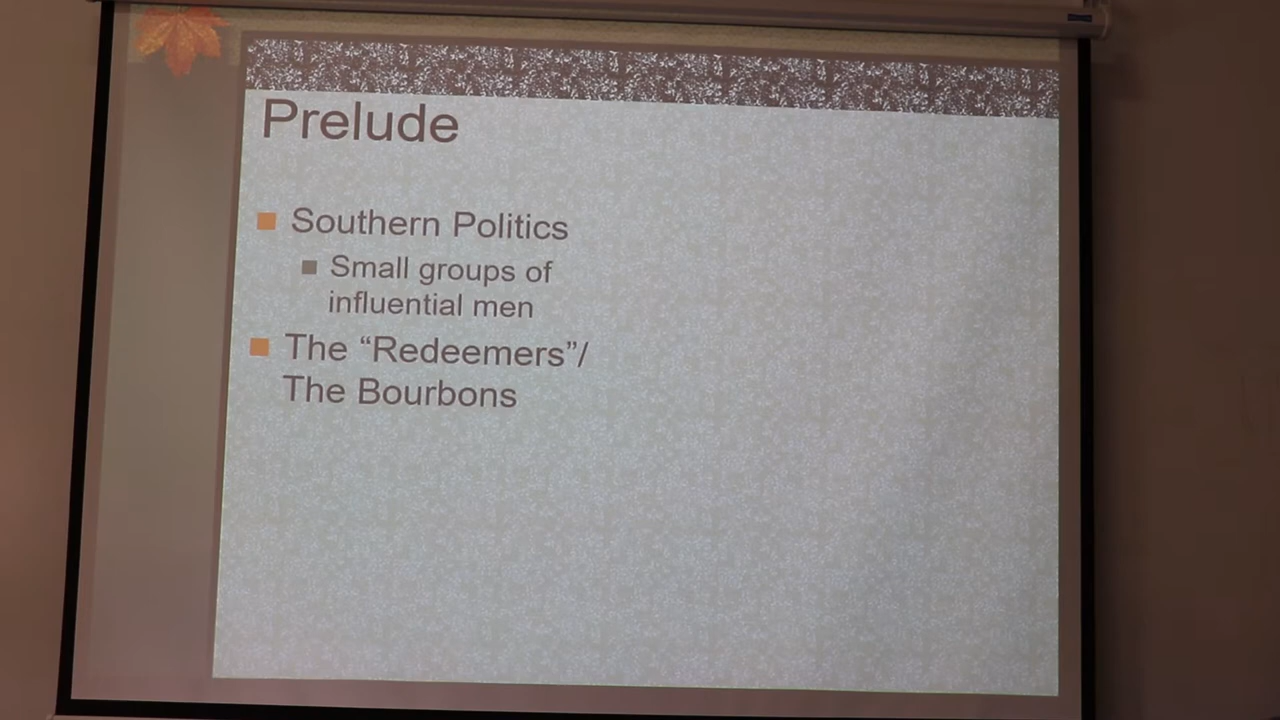 Prelude
Southern Politics
Small groups of
influential men
The “Redeemers”/
The Bourbons